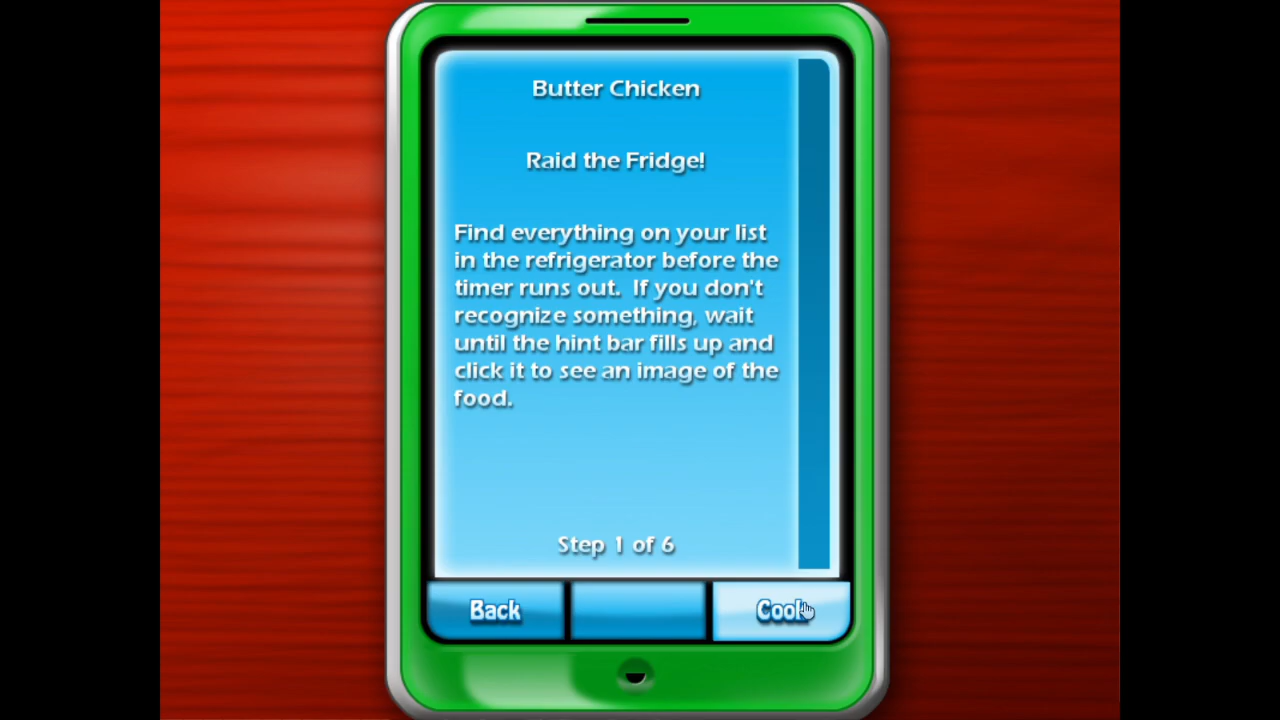 Butter Chicken
Raid the Fridge!
Find everything on your list
in the refrigerator before the
timer runs out.  If you don't
recognize something, wait
until the hint bar fills up and
click it to see an image of the
food.
Step 1 of 6
Back
Cook